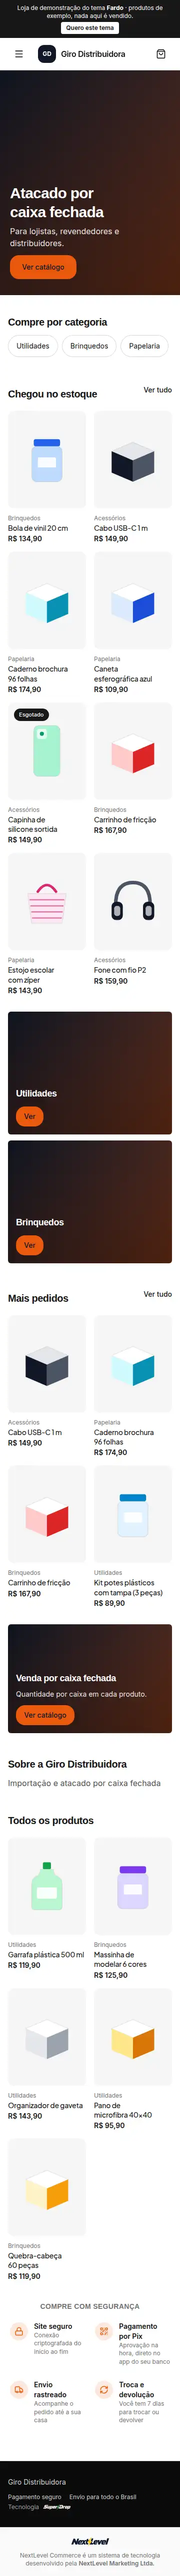 Loja de demonstração do tema Fardo · produtos de
exemplo, nada aqui é vendido.
Quero este tema
GD
Giro Distribuidora
Atacado por
caixa fechada
Para lojistas, revendedores e
distribuidores.
Ver catálogo
Compre por categoria
Utilidades
Brinquedos
Papelaria
Chegou no estoque
Ver tudo
Brinquedos
Bola de vinil 20 cm
R$ 134,90
Acessórios
Cabo USB-C 1 m
R$ 149,90
Papelaria
Caderno brochura
96 folhas
R$ 174,90
Papelaria
Caneta
esferográfica azul
R$ 109,90
Esgotado
Acessórios
Capinha de
silicone sortida
R$ 149,90
Brinquedos
Carrinho de fricção
R$ 167,90
Papelaria
Estojo escolar
com zíper
R$ 143,90
Acessórios
Fone com fio P2
R$ 159,90
Utilidades
Ver
Brinquedos
Ver
Mais pedidos
Ver tudo
Acessórios
Cabo USB-C 1 m
R$ 149,90
Papelaria
Caderno brochura
96 folhas
R$ 174,90
Brinquedos
Carrinho de fricção
R$ 167,90
Utilidades
Kit potes plásticos
com tampa (3 peças)
R$ 89,90
Venda por caixa fechada
Quantidade por caixa em cada produto.
Ver catálogo
Sobre a Giro Distribuidora
Importação e atacado por caixa fechada
Todos os produtos
Utilidades
Garrafa plástica 500 ml
R$ 119,90
Brinquedos
Massinha de
modelar 6 cores
R$ 125,90
Utilidades
Organizador de gaveta
R$ 143,90
Utilidades
Pano de
microfibra 40×40
R$ 95,90
Brinquedos
Quebra-cabeça
60 peças
R$ 119,90
COMPRE COM SEGURANÇA
Site seguro
Conexão
criptografada do
início ao fim
Pagamento
por Pix
Aprovação na
hora, direto no
app do seu banco
Envio
rastreado
Acompanhe o
pedido até a sua
casa
Troca e
devolução
Você tem 7 dias
para trocar ou
devolver
Giro Distribuidora
Pagamento seguro
Envio para todo o Brasil
Tecnologia
SuperDrop
NextLevel
NextLevel Commerce é um sistema de tecnologia
desenvolvido pela NextLevel Marketing Ltda.